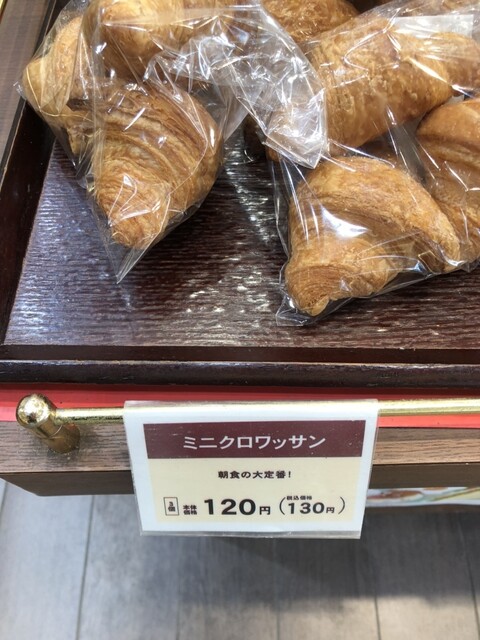 ミニクロワッサン
朝食の大定番!
3個 本体価格 120円 (税込価格 130円)